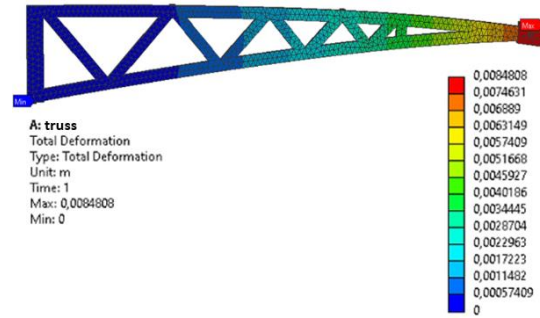 Max
Min
A: truss
Total Deformation
Type: Total Deformation
Unit: m
Time: 1
Max: 0,0084808
Min: 0
0,0084808
0,0074631
0,006889
0,0063149
0,0057409
0,0051668
0,0045927
0,0040186
0,0034445
0,0028704
0,0022963
0,0017223
0,0011482
0,00057409
0